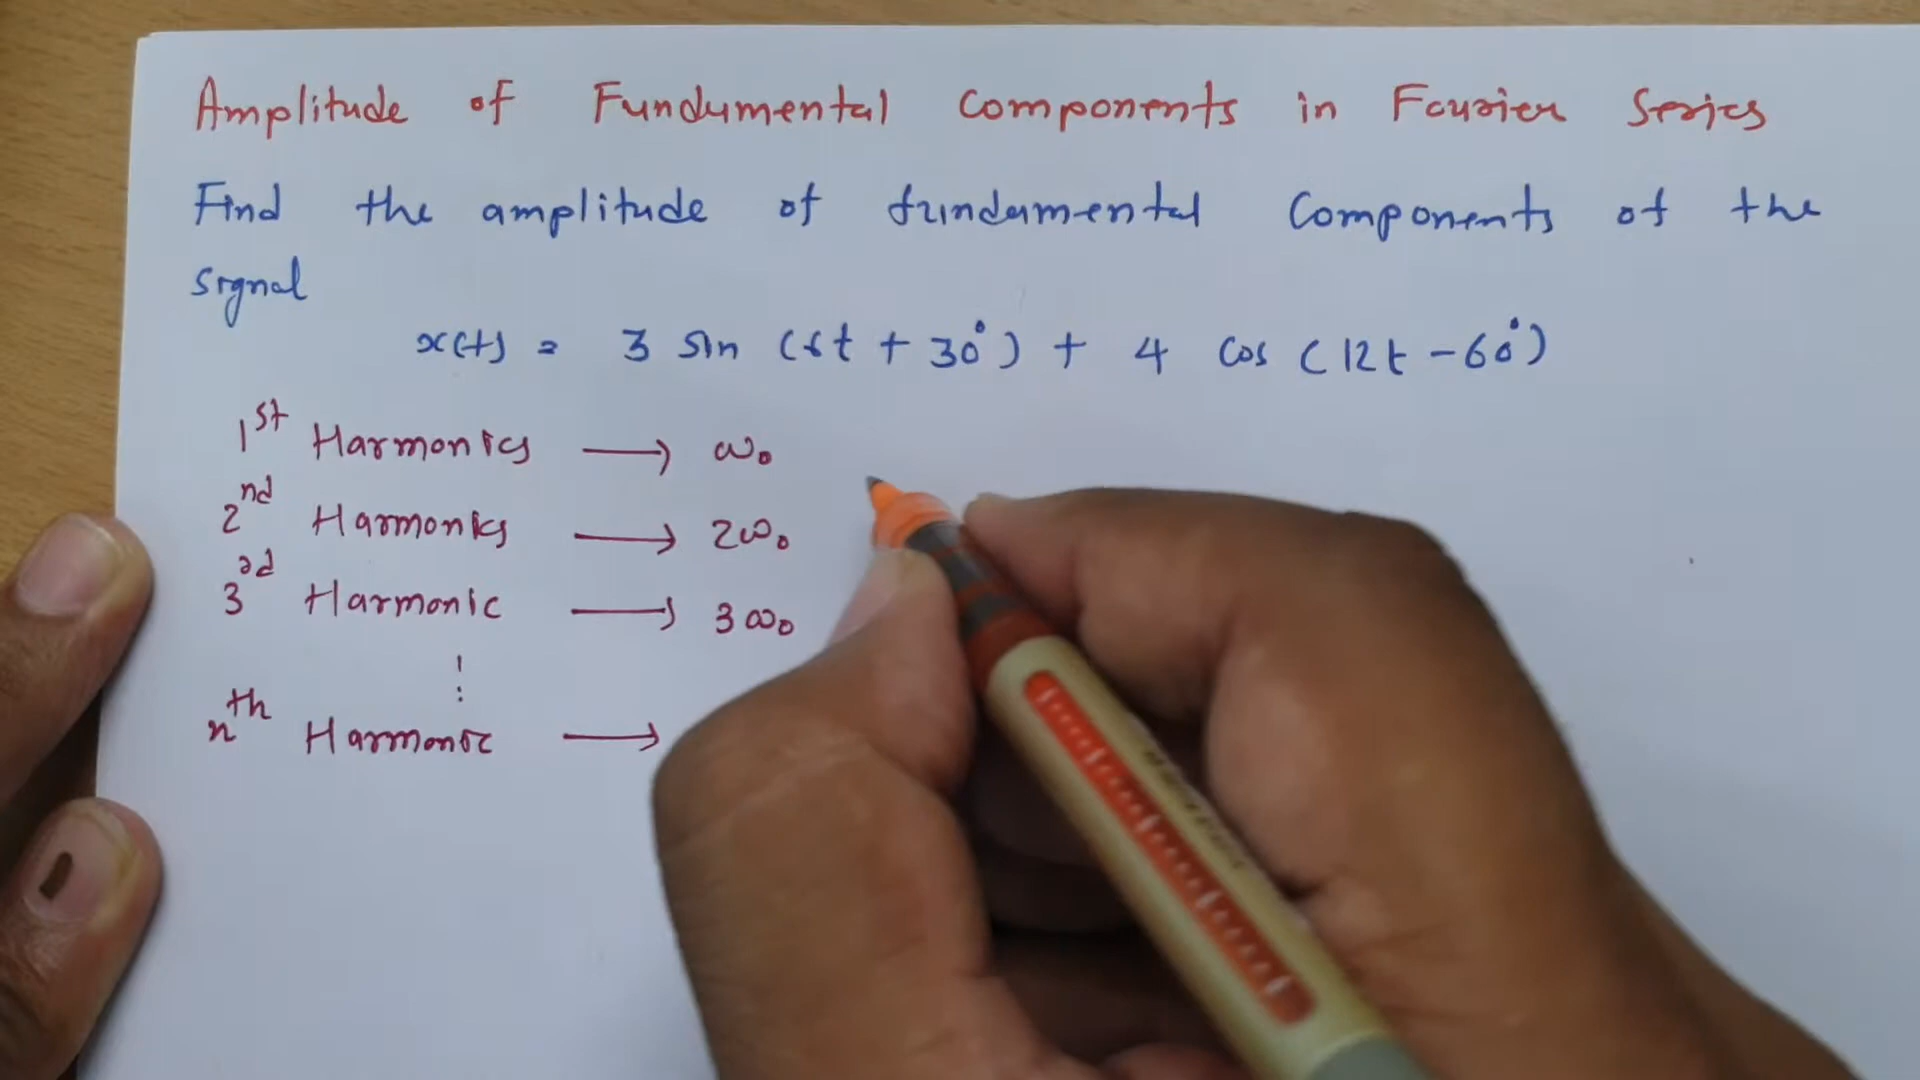 Amplitude of Fundumental Components in Fourier Series
Find the amplitude of fundamental Components of the
signal
x(t) = 3 sin (6t + 30°) + 4 cos (12t - 60°)
1st Harmonics → ω₀
2nd Harmonics → 2ω₀
3rd Harmonic → 3ω₀
⋮
nth Harmonic →